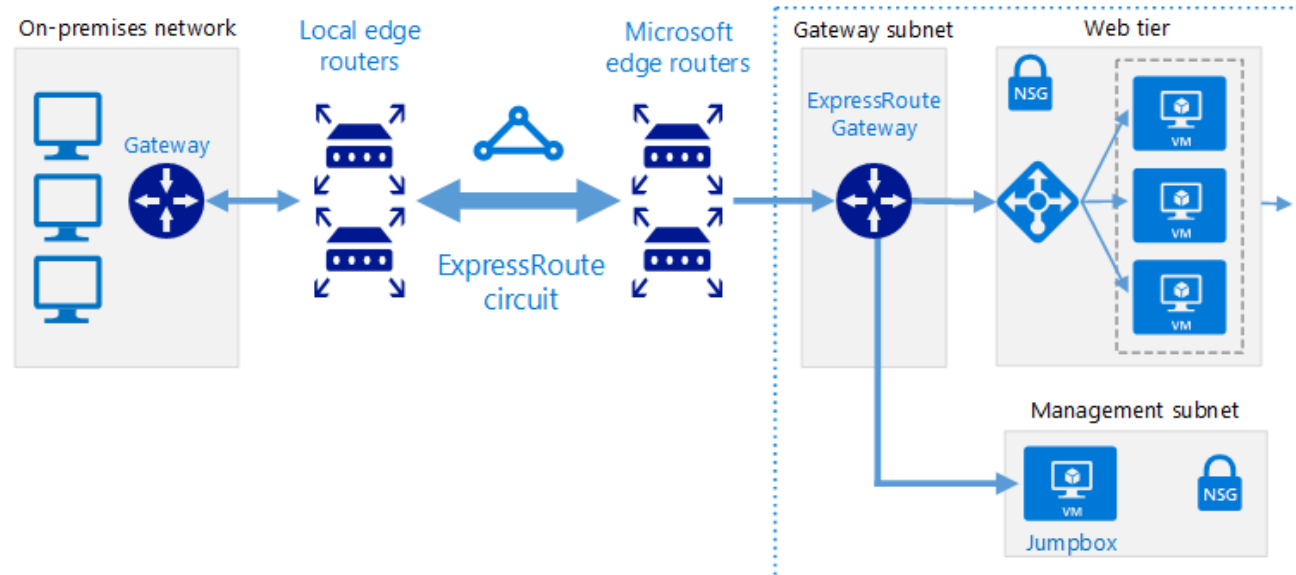 On-premises network
Local edge
routers
Microsoft
edge routers
Gateway subnet
Web tier
Gateway
ExpressRoute
Gateway
NSG
VM
VM
VM
ExpressRoute
circuit
Management subnet
VM
NSG
Jumpbox